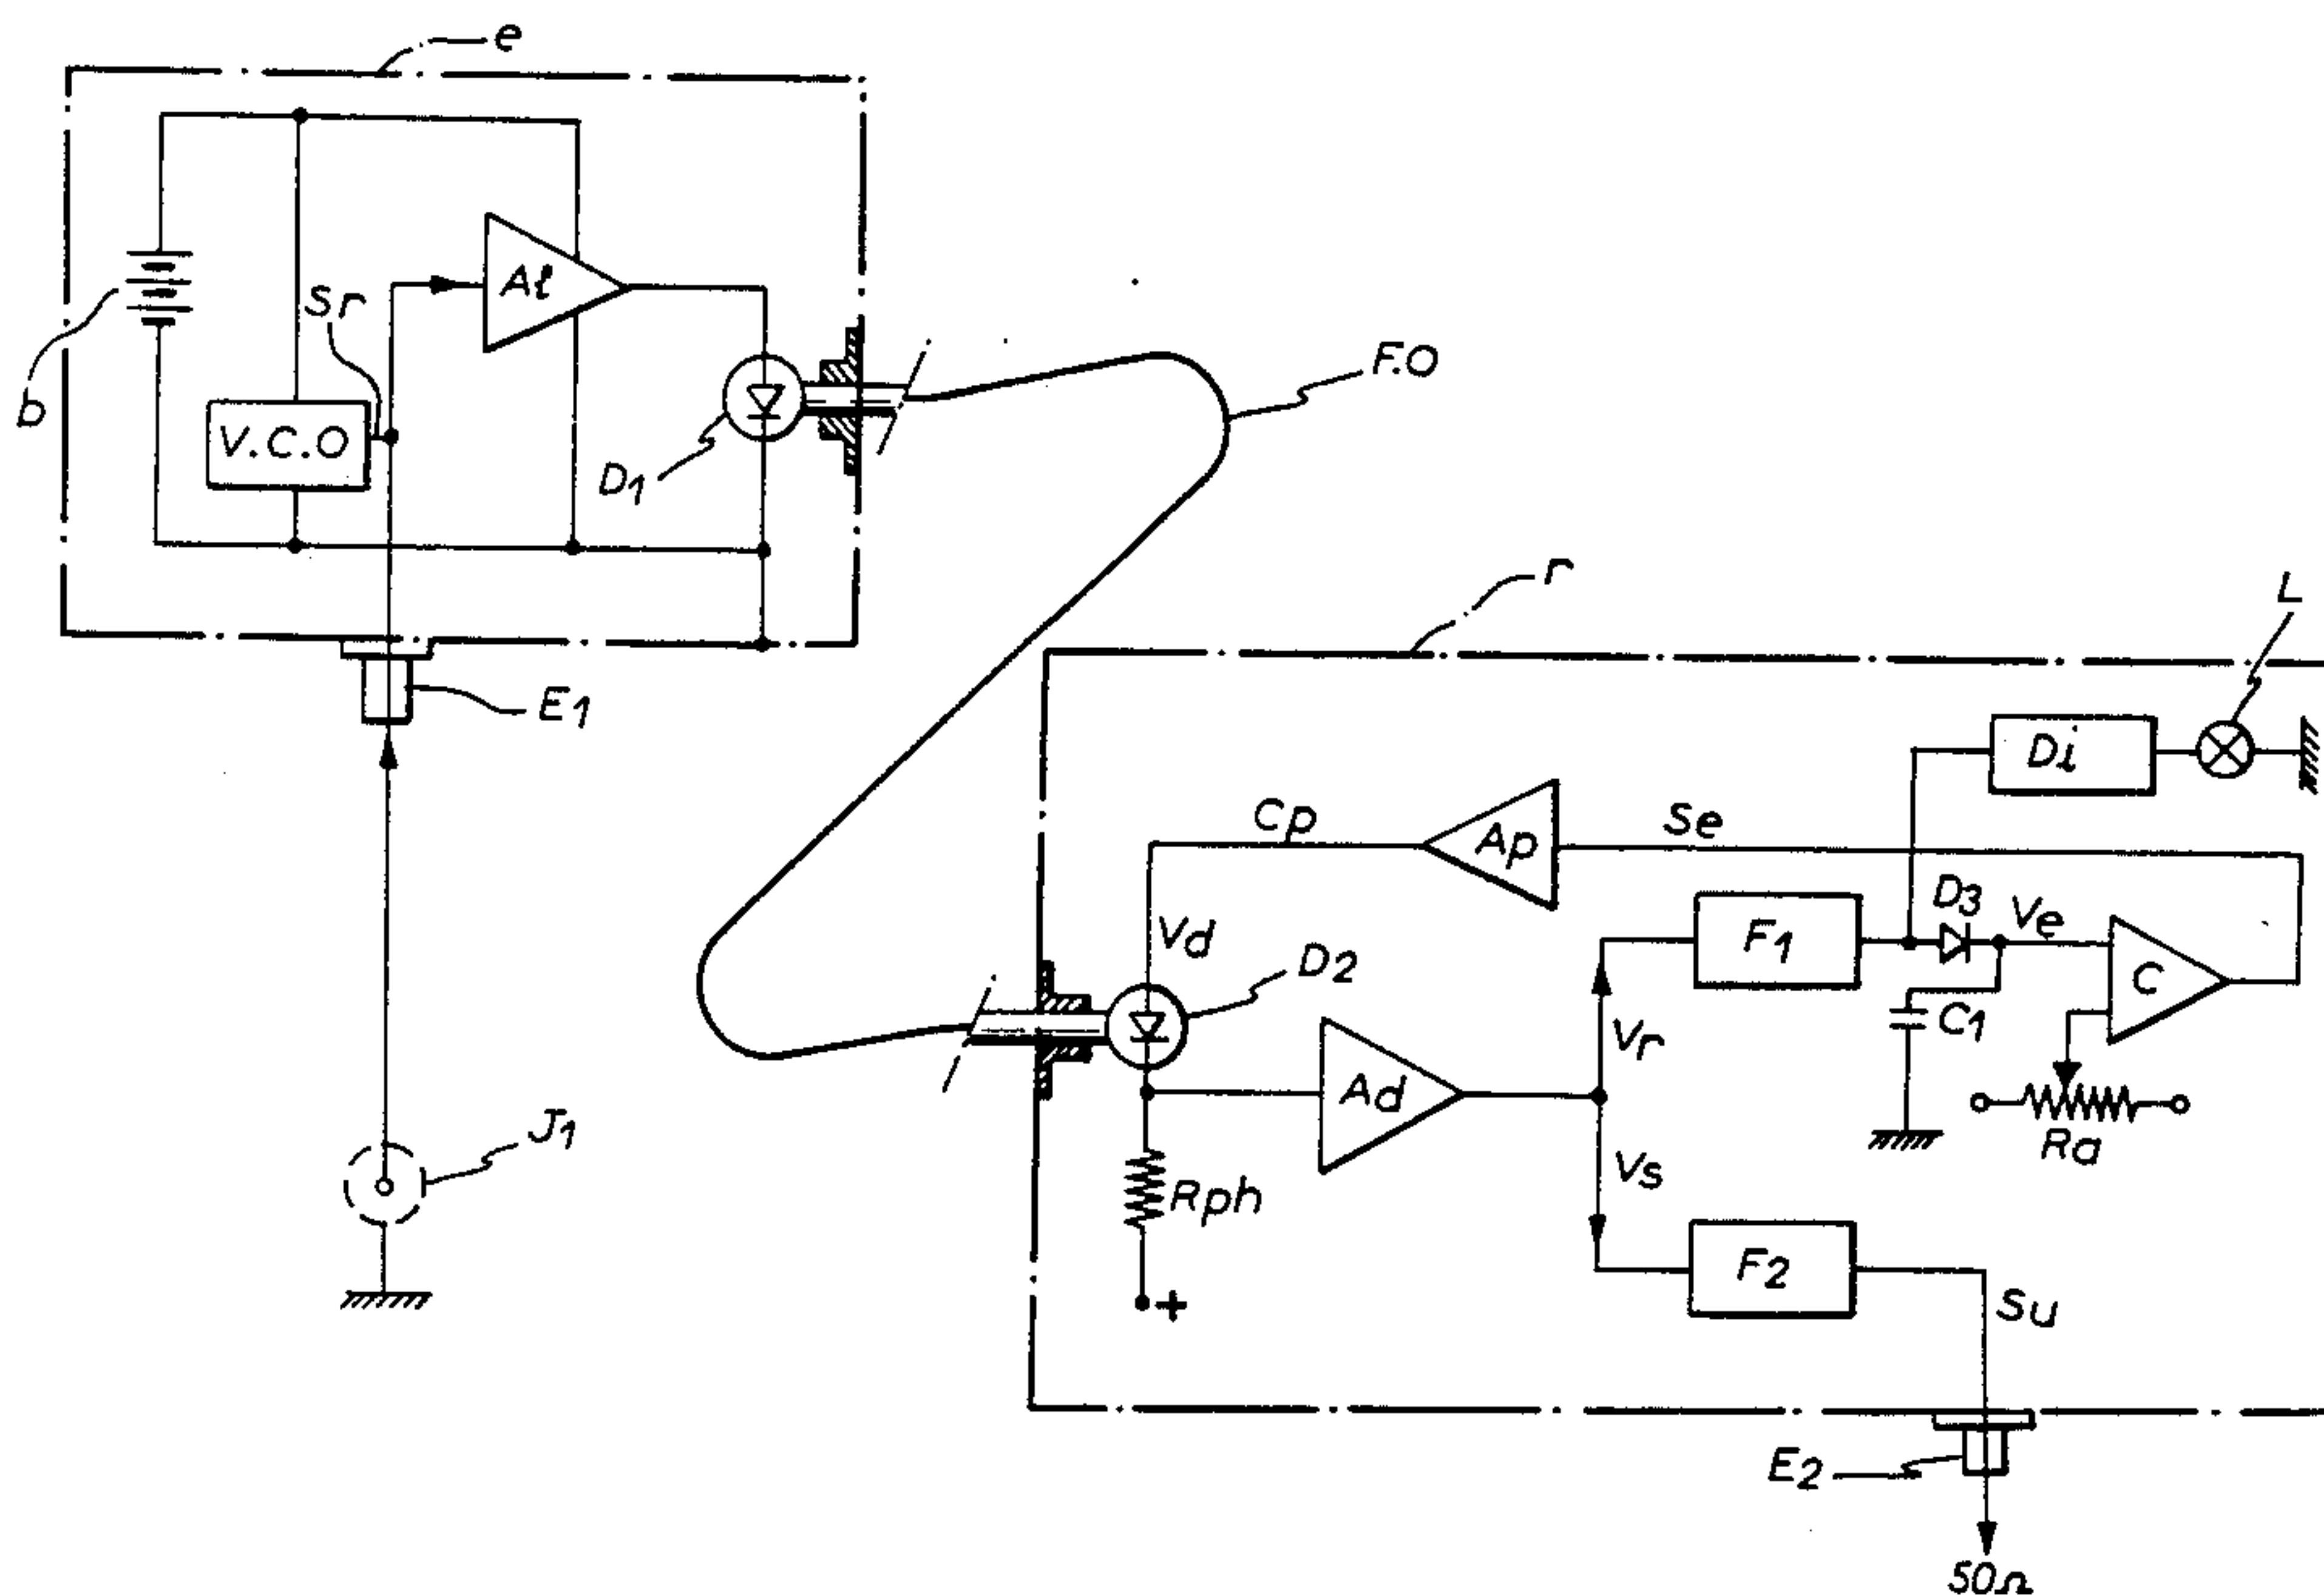 e
Al
Sr
b
V.C.O
D1
F.O
E1
r
L
Di
Cp
Ap
Se
Vd
D2
F1
D3
Ve
C
C1
Vr
Ad
Ra
J1
Rph
Vs
+
F2
Su
E2
50Ω